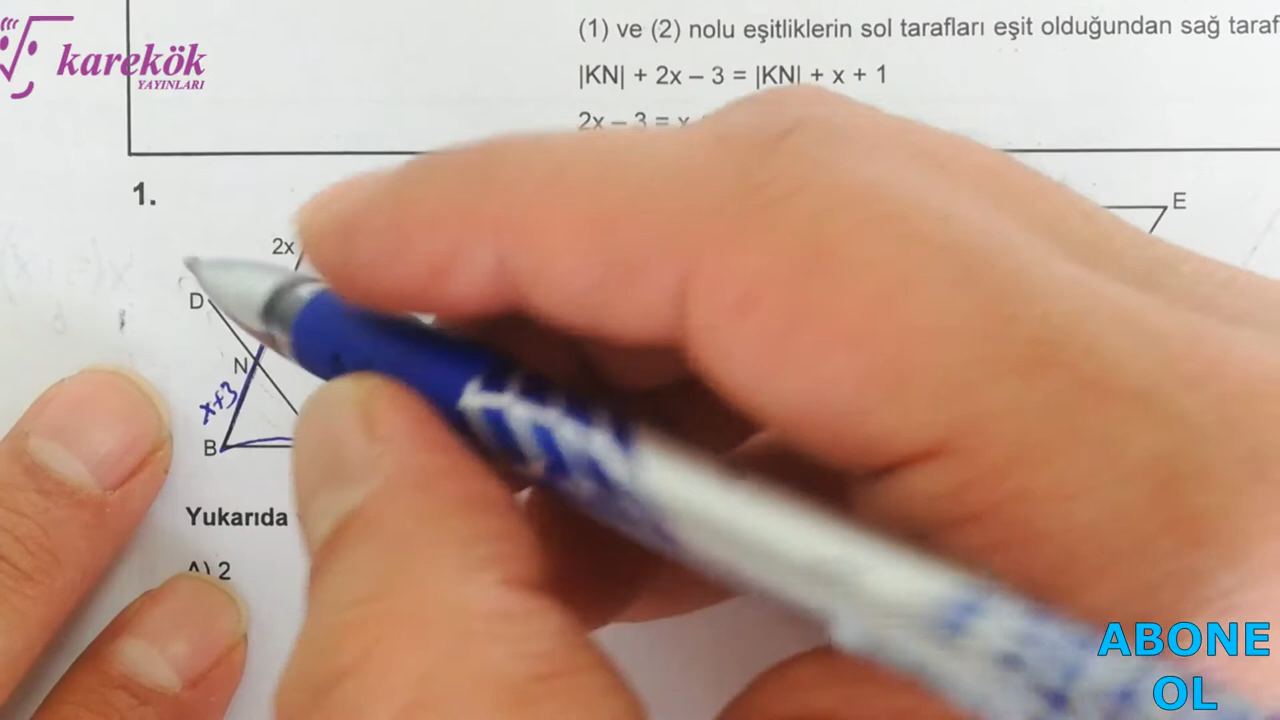 karekök
YAYINLARI
(1) ve (2) nolu eşitliklerin sol tarafları eşit olduğundan sağ taraf
|KN| + 2x – 3 = |KN| + x + 1
2x – 3 = x
1.
E
2x
D
N
x+3
B
Yukarıda
A) 2
ABONE
OL